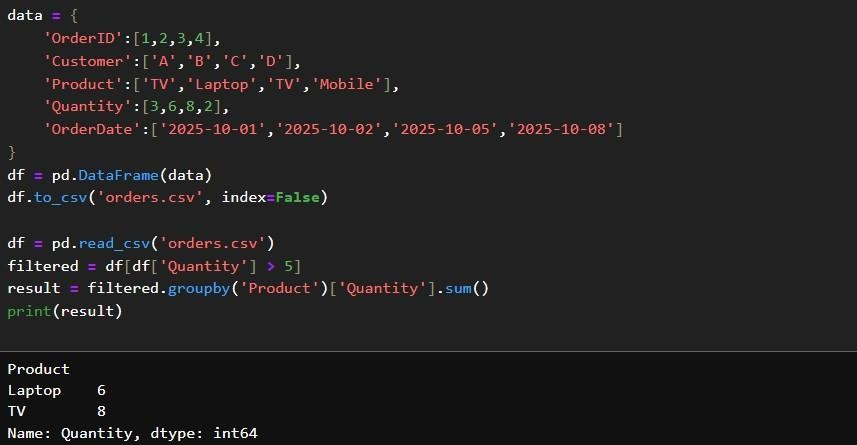 data = {
    'OrderID':[1,2,3,4],
    'Customer':['A','B','C','D'],
    'Product':['TV','Laptop','TV','Mobile'],
    'Quantity':[3,6,8,2],
    'OrderDate':['2025-10-01','2025-10-02','2025-10-05','2025-10-08']
}
df = pd.DataFrame(data)
df.to_csv('orders.csv', index=False)

df = pd.read_csv('orders.csv')
filtered = df[df['Quantity'] > 5]
result = filtered.groupby('Product')['Quantity'].sum()
print(result)

Product
Laptop    6
TV        8
Name: Quantity, dtype: int64